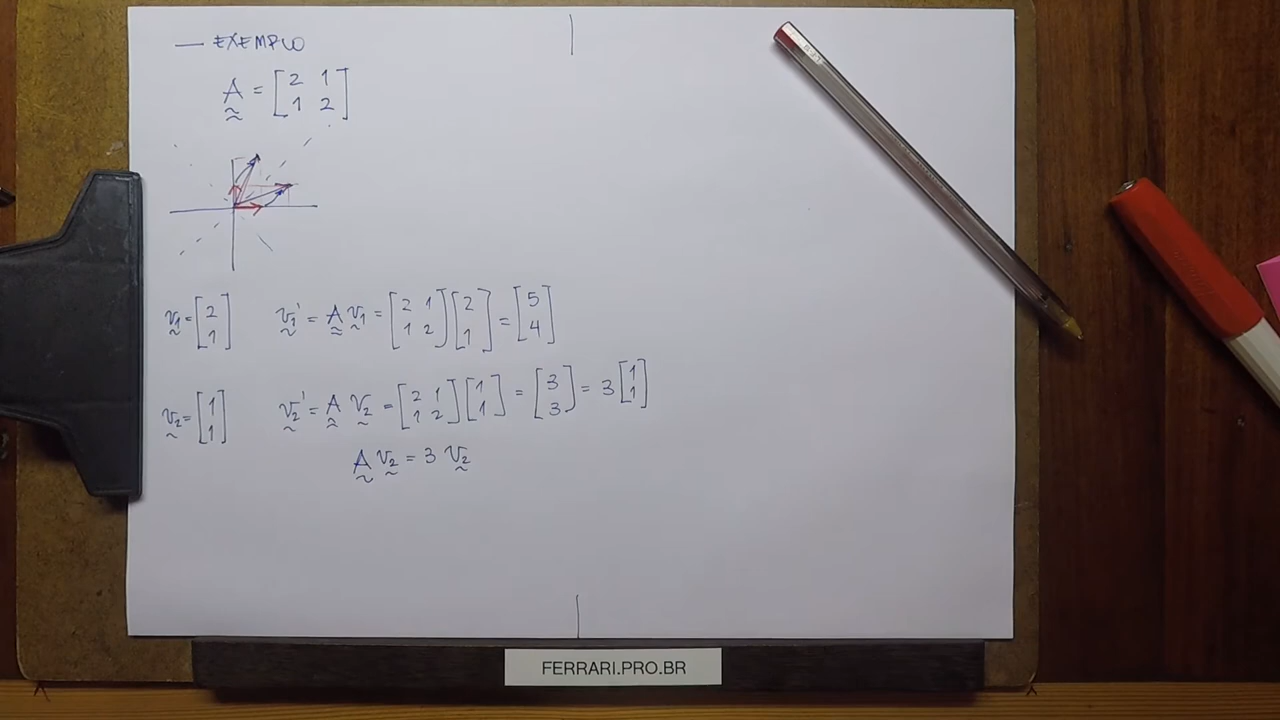 — EXEMPLO
A = [2 1
1 2]
v1 = [2
1] v1' = A v1 = [2 1
1 2] [2
1] = [5
4]
v2 = [1
1] v2' = A v2 = [2 1
1 2] [1
1] = [3
3] = 3 [1
1]
A v2 = 3 v2
FERRARI.PRO.BR